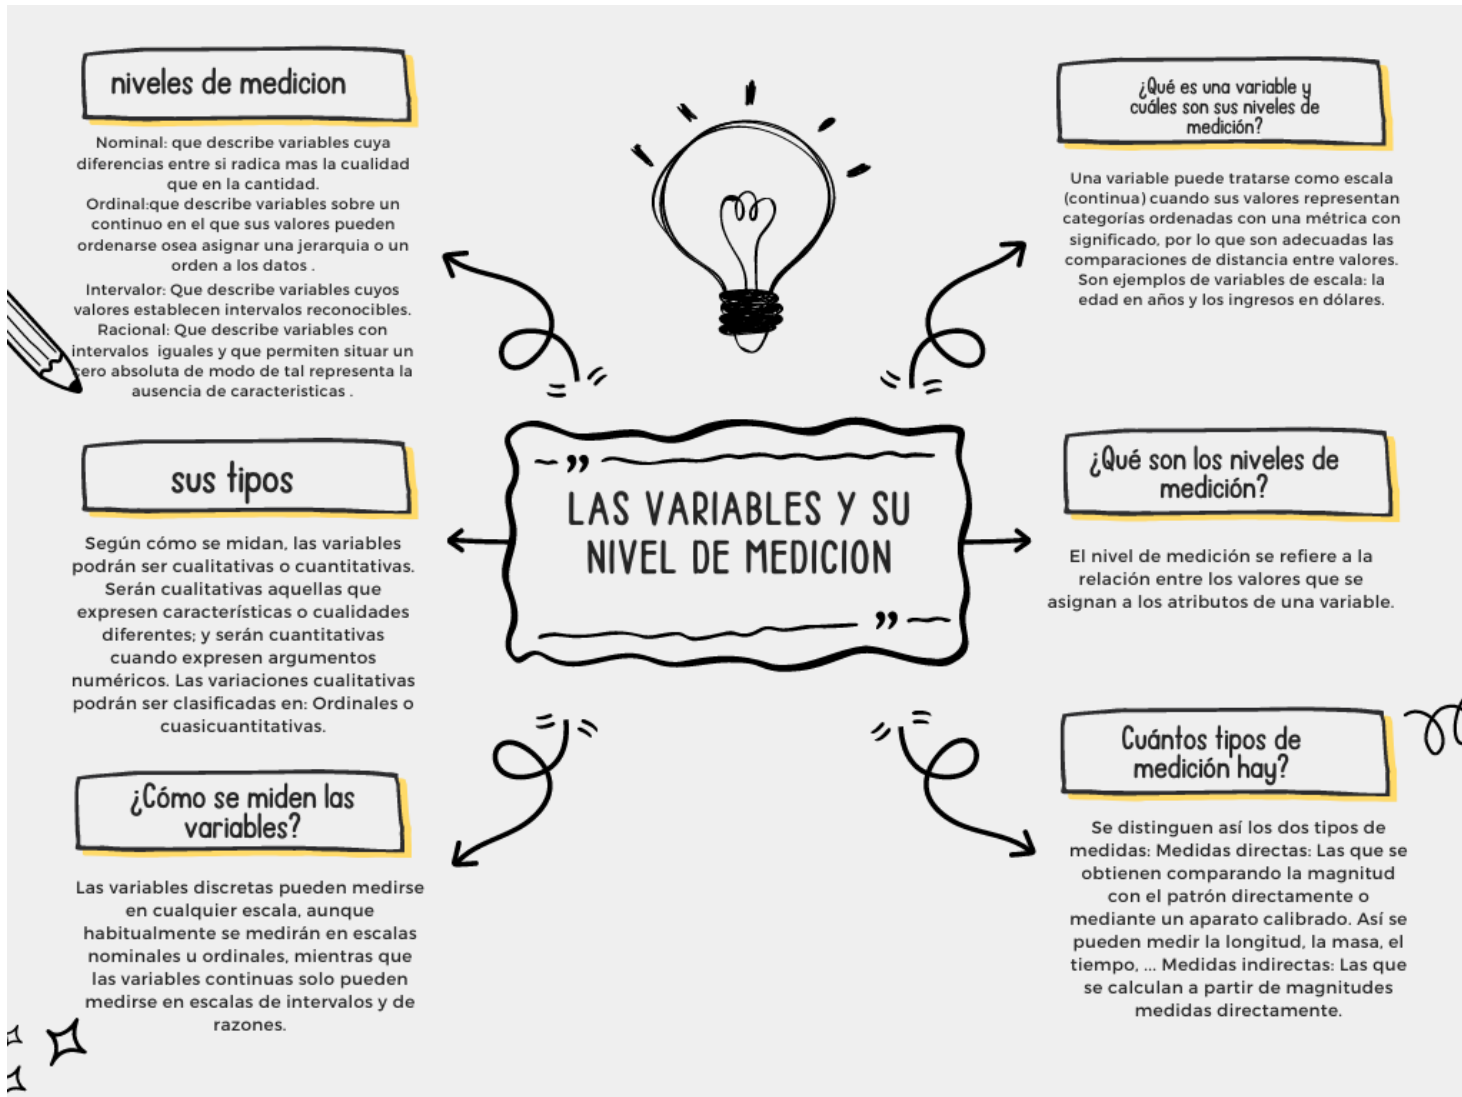 niveles de medicion
Nominal: que describe variables cuya
diferencias entre si radica mas la cualidad
que en la cantidad.
Ordinal:que describe variables sobre un
continuo en el que sus valores pueden
ordenarse osea asignar una jerarquia o un
orden a los datos .
Intervalor: Que describe variables cuyos
valores establecen intervalos reconocibles.
Racional: Que describe variables con
intervalos iguales y que permiten situar un
cero absoluta de modo de tal representa la
ausencia de caracteristicas .
sus tipos
Según cómo se midan, las variables
podrán ser cualitativas o cuantitativas.
Serán cualitativas aquellas que
expresen características o cualidades
diferentes; y serán cuantitativas
cuando expresen argumentos
numéricos. Las variaciones cualitativas
podrán ser clasificadas en: Ordinales o
cuasicuantitativas.
¿Cómo se miden las
variables?
Las variables discretas pueden medirse
en cualquier escala, aunque
habitualmente se medirán en escalas
nominales u ordinales, mientras que
las variables continuas solo pueden
medirse en escalas de intervalos y de
razones.
LAS VARIABLES Y SU
NIVEL DE MEDICION
¿Qué es una variable y
cuáles son sus niveles de
medición?
Una variable puede tratarse como escala
(continua) cuando sus valores representan
categorías ordenadas con una métrica con
significado, por lo que son adecuadas las
comparaciones de distancia entre valores.
Son ejemplos de variables de escala: la
edad en años y los ingresos en dólares.
¿Qué son los niveles de
medición?
El nivel de medición se refiere a la
relación entre los valores que se
asignan a los atributos de una variable.
Cuántos tipos de
medición hay?
Se distinguen así los dos tipos de
medidas: Medidas directas: Las que se
obtienen comparando la magnitud
con el patrón directamente o
mediante un aparato calibrado. Así se
pueden medir la longitud, la masa, el
tiempo, ... Medidas indirectas: Las que
se calculan a partir de magnitudes
medidas directamente.